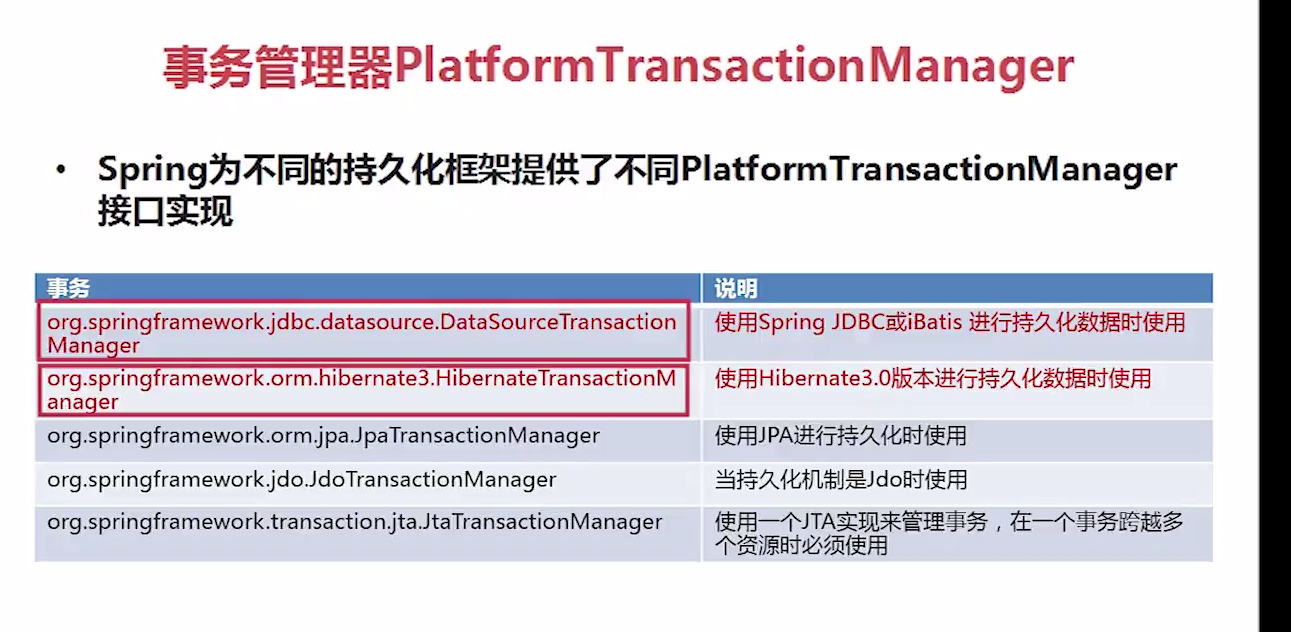 事务管理器PlatformTransactionManager
• Spring为不同的持久化框架提供了不同PlatformTransactionManager
接口实现
事务
说明
org.springframework.jdbc.datasource.DataSourceTransaction
Manager
使用Spring JDBC或iBatis 进行持久化数据时使用
org.springframework.orm.hibernate3.HibernateTransactionM
anager
使用Hibernate3.0版本进行持久化数据时使用
org.springframework.orm.jpa.JpaTransactionManager
使用JPA进行持久化时使用
org.springframework.jdo.JdoTransactionManager
当持久化机制是Jdo时使用
org.springframework.transaction.jta.JtaTransactionManager
使用一个JTA实现来管理事务，在一个事务跨越多
个资源时必须使用